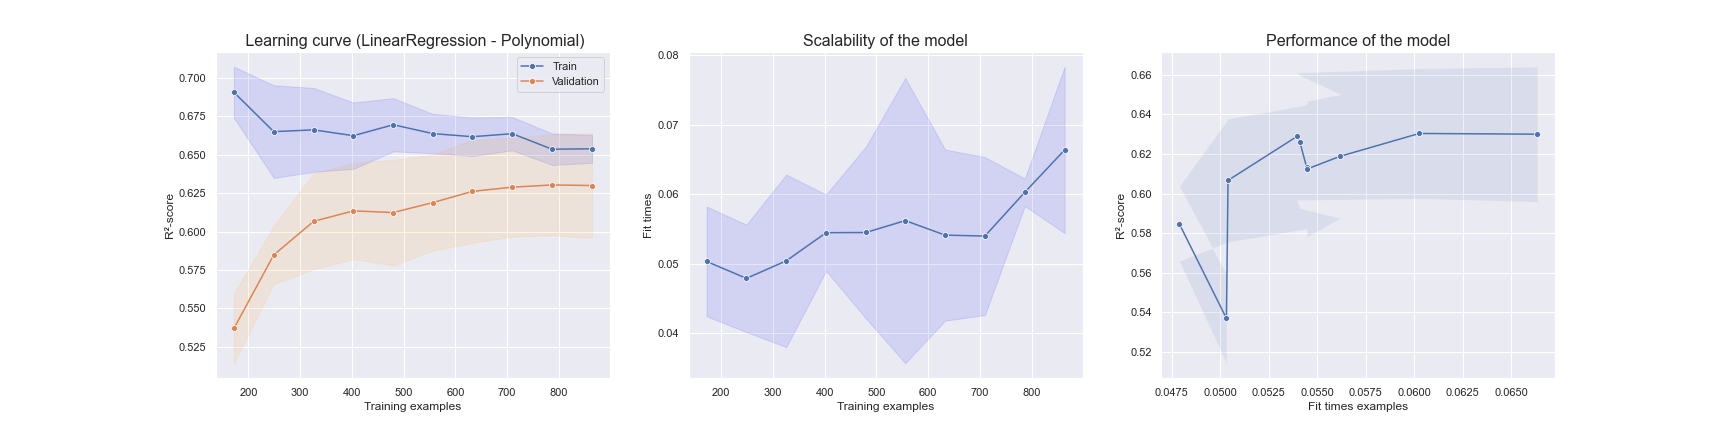 Learning curve (LinearRegression - Polynomial)
Train
Validation
0.700
0.675
0.650
0.625
0.600
0.575
0.550
0.525
R²-score
200 300 400 500 600 700 800
Training examples
Scalability of the model
0.08
0.07
0.06
0.05
0.04
Fit times
200 300 400 500 600 700 800
Training examples
Performance of the model
0.66
0.64
0.62
0.60
0.58
0.56
0.54
0.52
R²-score
0.0475 0.0500 0.0525 0.0550 0.0575 0.0600 0.0625 0.0650
Fit times examples